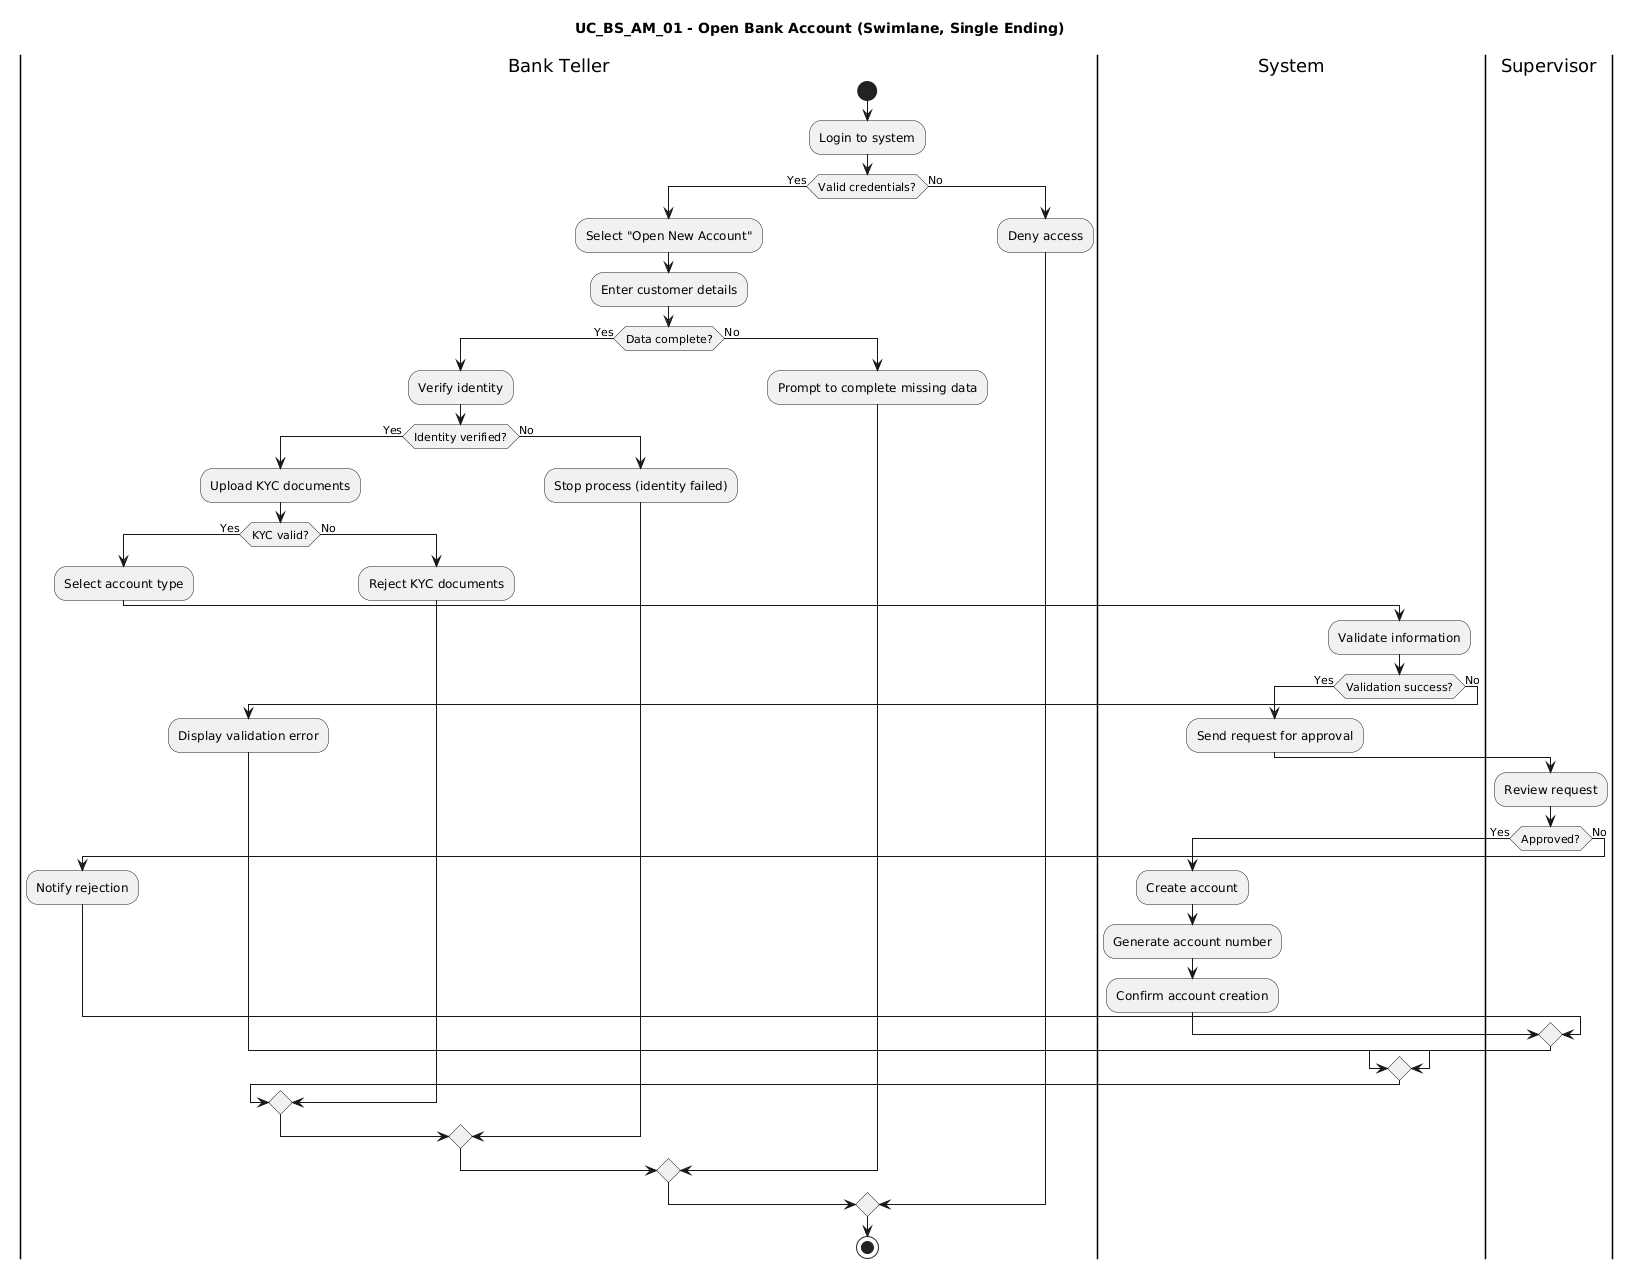 UC_BS_AM_01 - Open Bank Account (Swimlane, Single Ending)
Bank Teller
System
Supervisor
Login to system
Valid credentials?
Yes
No
Select "Open New Account"
Deny access
Enter customer details
Data complete?
Yes
No
Verify identity
Prompt to complete missing data
Identity verified?
Yes
No
Upload KYC documents
Stop process (identity failed)
KYC valid?
Yes
No
Select account type
Reject KYC documents
Validate information
Validation success?
Yes
No
Display validation error
Send request for approval
Review request
Approved?
Yes
No
Notify rejection
Create account
Generate account number
Confirm account creation